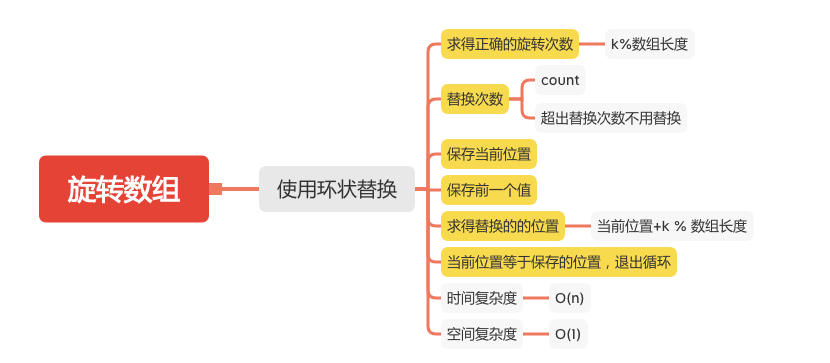 旋转数组
使用环状替换
求得正确的旋转次数
k%数组长度
替换次数
count
超出替换次数不用替换
保存当前位置
保存前一个值
求得替换的的位置
当前位置+k % 数组长度
当前位置等于保存的位置，退出循环
时间复杂度
O(n)
空间复杂度
O(1)